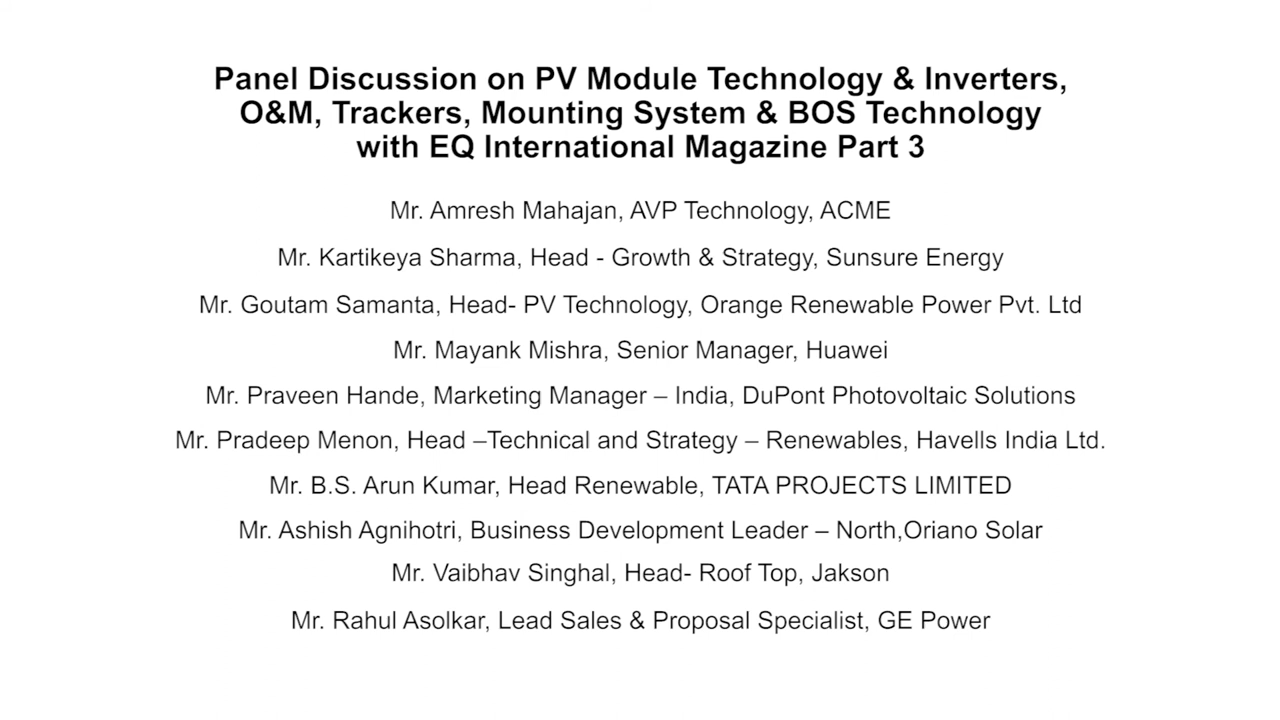 Panel Discussion on PV Module Technology & Inverters,
O&M, Trackers, Mounting System & BOS Technology
with EQ International Magazine Part 3
Mr. Amresh Mahajan, AVP Technology, ACME
Mr. Kartikeya Sharma, Head - Growth & Strategy, Sunsure Energy
Mr. Goutam Samanta, Head- PV Technology, Orange Renewable Power Pvt. Ltd
Mr. Mayank Mishra, Senior Manager, Huawei
Mr. Praveen Hande, Marketing Manager – India, DuPont Photovoltaic Solutions
Mr. Pradeep Menon, Head –Technical and Strategy – Renewables, Havells India Ltd.
Mr. B.S. Arun Kumar, Head Renewable, TATA PROJECTS LIMITED
Mr. Ashish Agnihotri, Business Development Leader – North,Oriano Solar
Mr. Vaibhav Singhal, Head- Roof Top, Jakson
Mr. Rahul Asolkar, Lead Sales & Proposal Specialist, GE Power